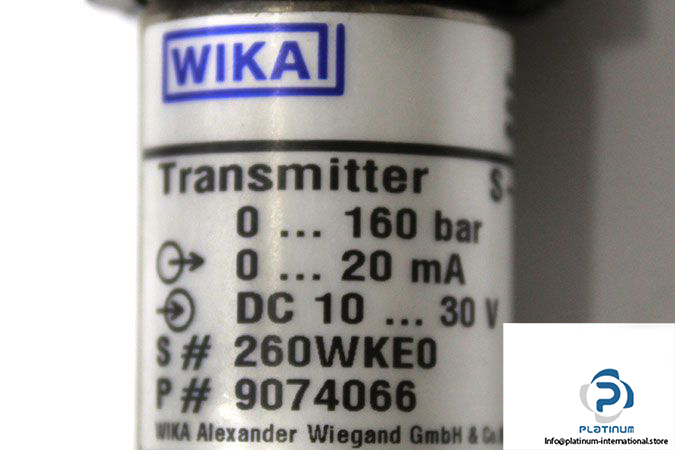 WIKA
Transmitter S-
0 ... 160 bar
0 ... 20 mA
DC 10 ... 30 V
S# 260WKE0
P# 9074066
WIKA Alexander Wiegand GmbH & Co.
PLATINUM
Info@platinum-international.store